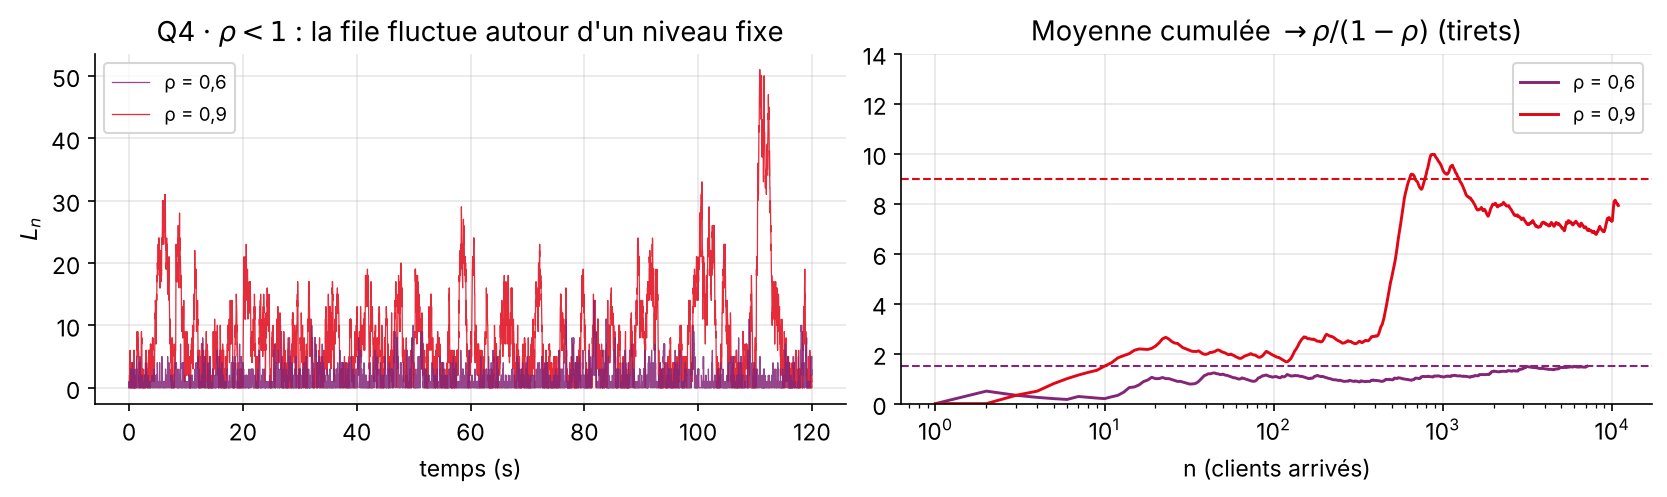 Q4 · ρ < 1 : la file fluctue autour d'un niveau fixe
ρ = 0,6
ρ = 0,9
50
40
30
20
10
0
L_n
0 20 40 60 80 100 120
temps (s)
Moyenne cumulée → ρ/(1 − ρ) (tirets)
ρ = 0,6
ρ = 0,9
14
12
10
8
6
4
2
0
10^0 10^1 10^2 10^3 10^4
n (clients arrivés)